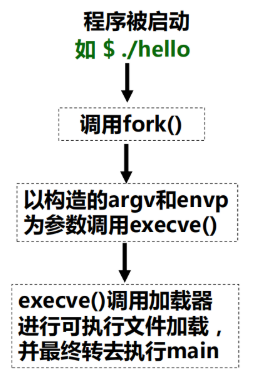 程序被启动
如 $ ./hello
调用fork()
以构造的argv和envp
为参数调用execve()
execve()调用加载器
进行可执行文件加载，
并最终转去执行main